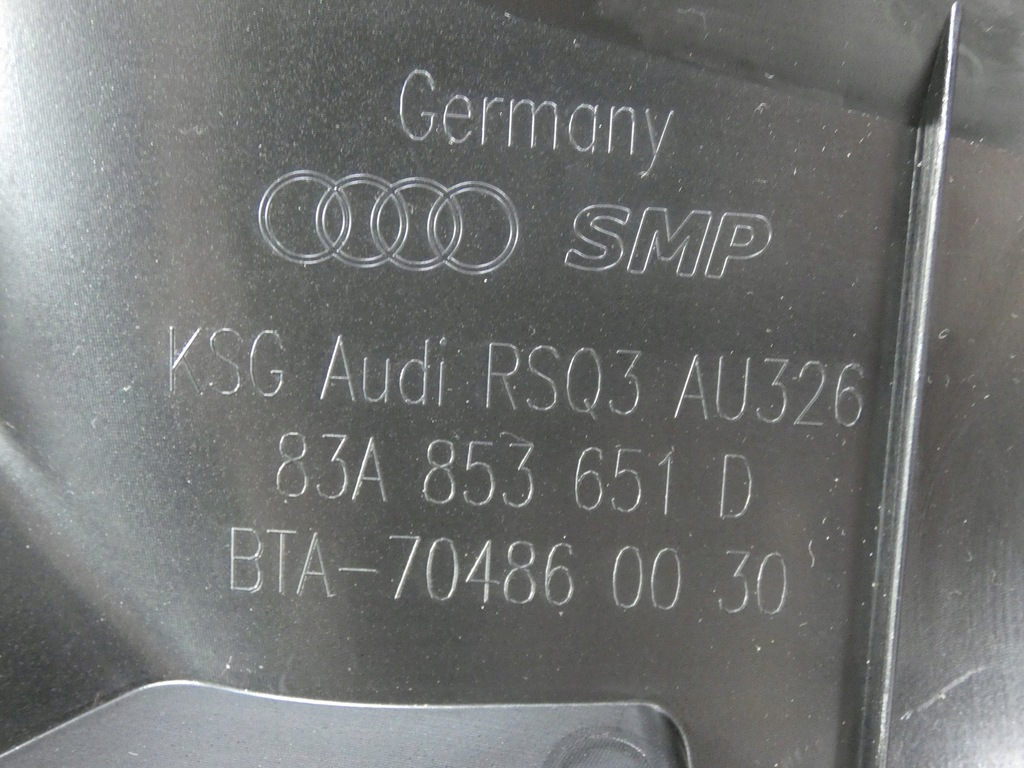 Germany
SMP
KSG Audi RSQ3 AU326
83A 853 651 D
BTA-70486 00 30